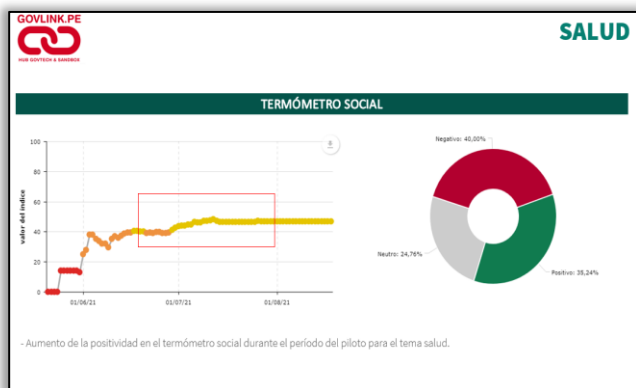 GOVLINK.PE
HUB GOVTECH & SANDBOX
SALUD
TERMÓMETRO SOCIAL
valor del índice
100
80
60
40
20
0
01/06/21
01/07/21
01/08/21
Negativo: 40,00%
Neutro: 24,76%
Positivo: 35,24%
- Aumento de la positividad en el termómetro social durante el período del piloto para el tema salud.